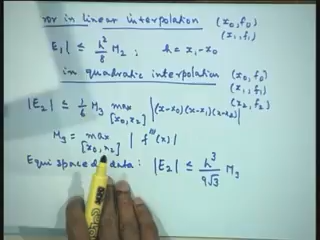 ror in linear interpolation (x₀, f₀)
(x₁, f₁)
E₁| ≤ h²/8 M₂ ; h = x₁ - x₀
in quadratic interpolation (x₀, f₀)
(x₁, f₁)
(x₂, f₂)
|E₂| ≤ 1/6 M₃ max [x₀, x₂] |(x-x₀)(x-x₁)(x-x₂)|
M₃ = max [x₀, x₂] | f'''(x) |
Equispaced data : |E₂| ≤ h³/9√3 M₃